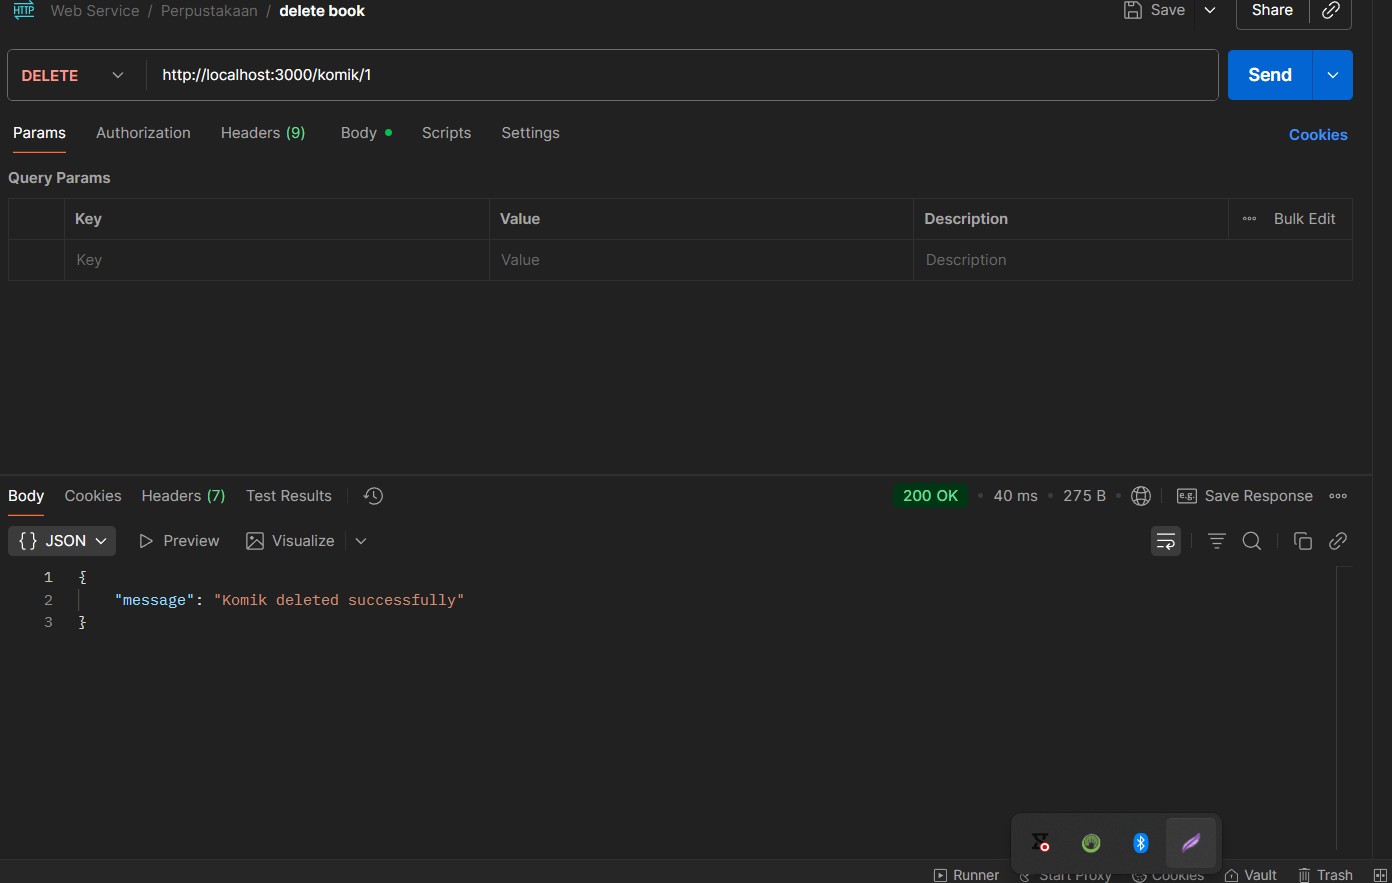 HTTP Web Service / Perpustakaan / delete book Save Share
DELETE http://localhost:3000/komik/1 Send
Params Authorization Headers (9) Body Scripts Settings Cookies
Query Params
Key Value Description Bulk Edit
Key Value Description
Body Cookies Headers (7) Test Results 200 OK 40 ms 275 B e.g. Save Response
{} JSON Preview Visualize
1 {
2 "message": "Komik deleted successfully"
3 }
Runner Start Proxy Cookies Vault Trash